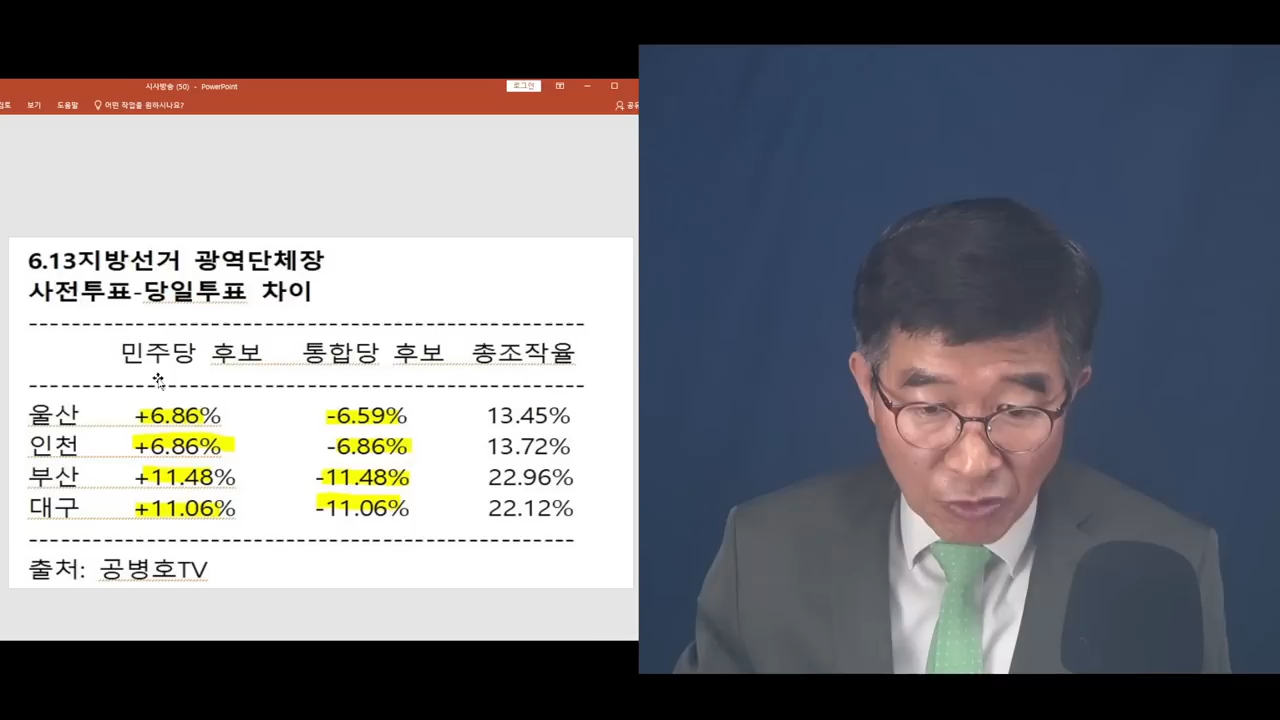 시사방송 (50) - PowerPoint
로그인
검토 보기 도움말 어떤 작업을 원하시나요? 공유
6.13지방선거 광역단체장
사전투표-당일투표 차이
민주당 후보 통합당 후보 총조작율
울산 +6.86% -6.59% 13.45%
인천 +6.86% -6.86% 13.72%
부산 +11.48% -11.48% 22.96%
대구 +11.06% -11.06% 22.12%
출처: 공병호TV